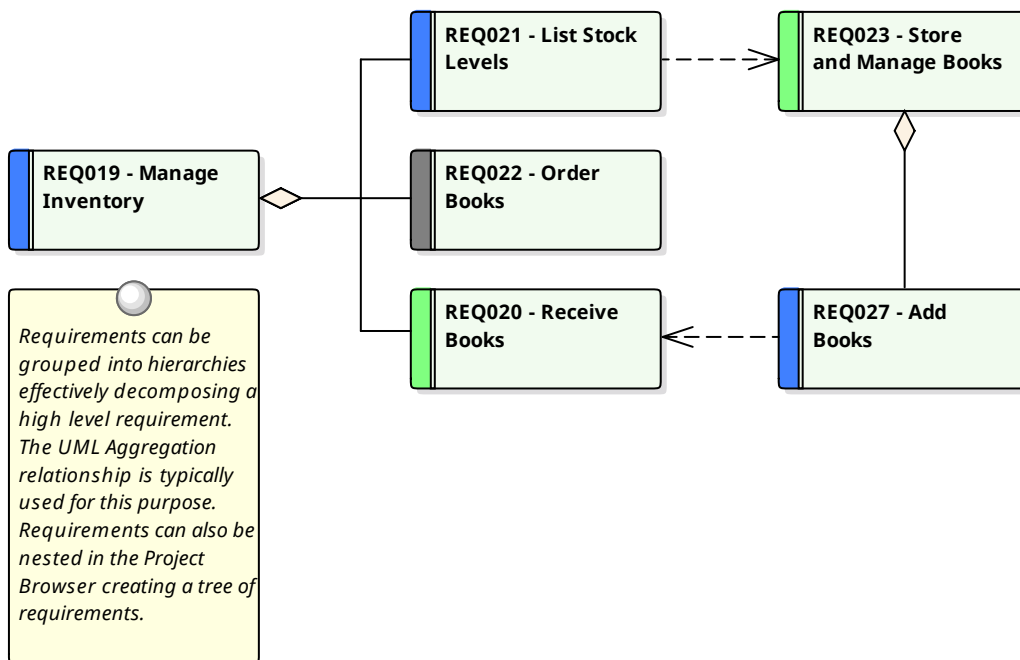 REQ021 - List Stock
Levels
REQ023 - Store
and Manage Books
REQ019 - Manage
Inventory
REQ022 - Order
Books
REQ020 - Receive
Books
REQ027 - Add
Books
Requirements can be
grouped into hierarchies
effectively decomposing a
high level requirement.
The UML Aggregation
relationship is typically
used for this purpose.
Requirements can also be
nested in the Project
Browser creating a tree of
requirements.